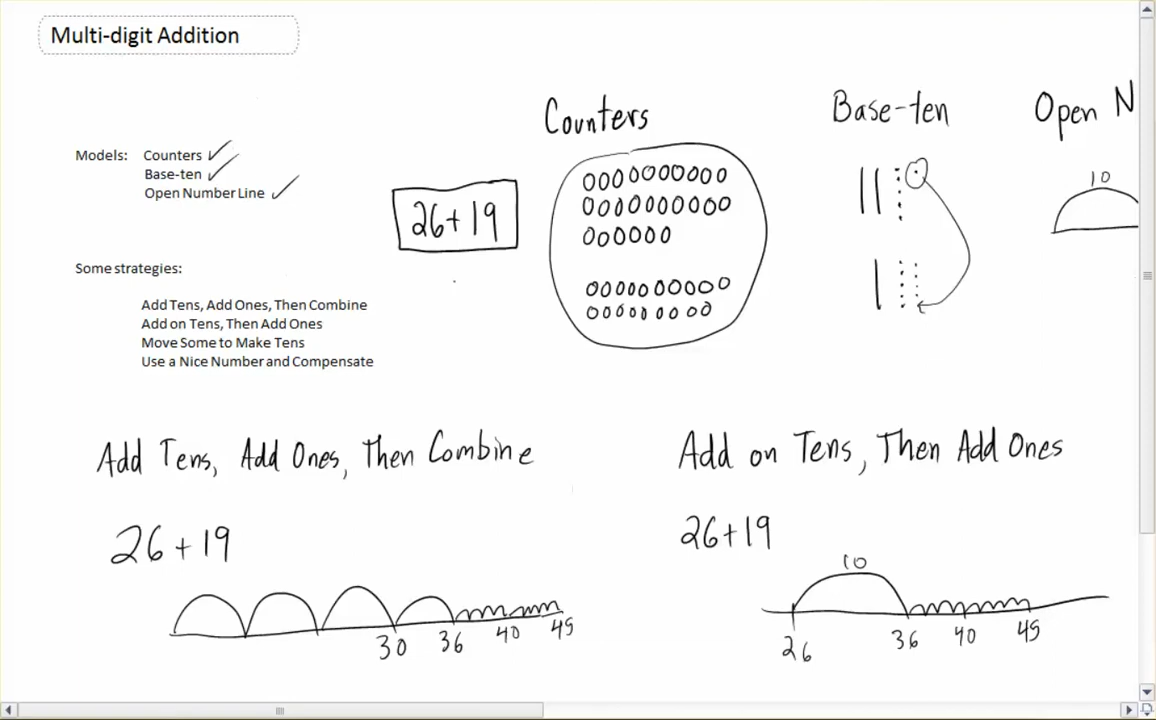 Multi-digit Addition
Counters
Base-ten
Open N
Models: Counters
Base-ten
Open Number Line
10
26+19
Some strategies:
Add Tens, Add Ones, Then Combine
Add on Tens, Then Add Ones
Move Some to Make Tens
Use a Nice Number and Compensate
Add Tens, Add Ones, Then Combine
26+19
30 36 40 45
Add on Tens, Then Add Ones
26+19
10
26 36 40 45